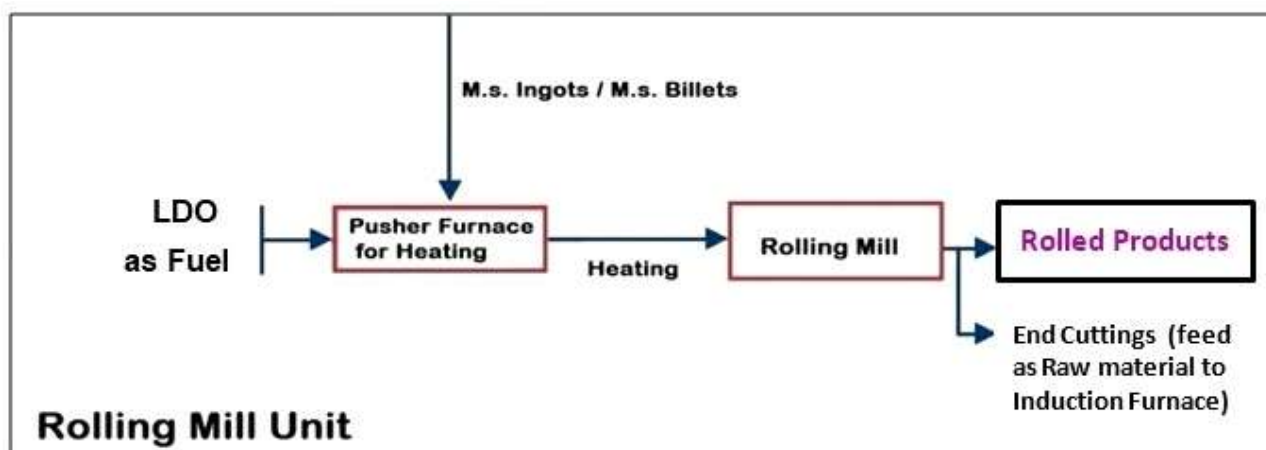 M.s. Ingots / M.s. Billets
LDO
as Fuel
Pusher Furnace
for Heating
Heating
Rolling Mill
Rolled Products
End Cuttings (feed
as Raw material to
Induction Furnace)
Rolling Mill Unit